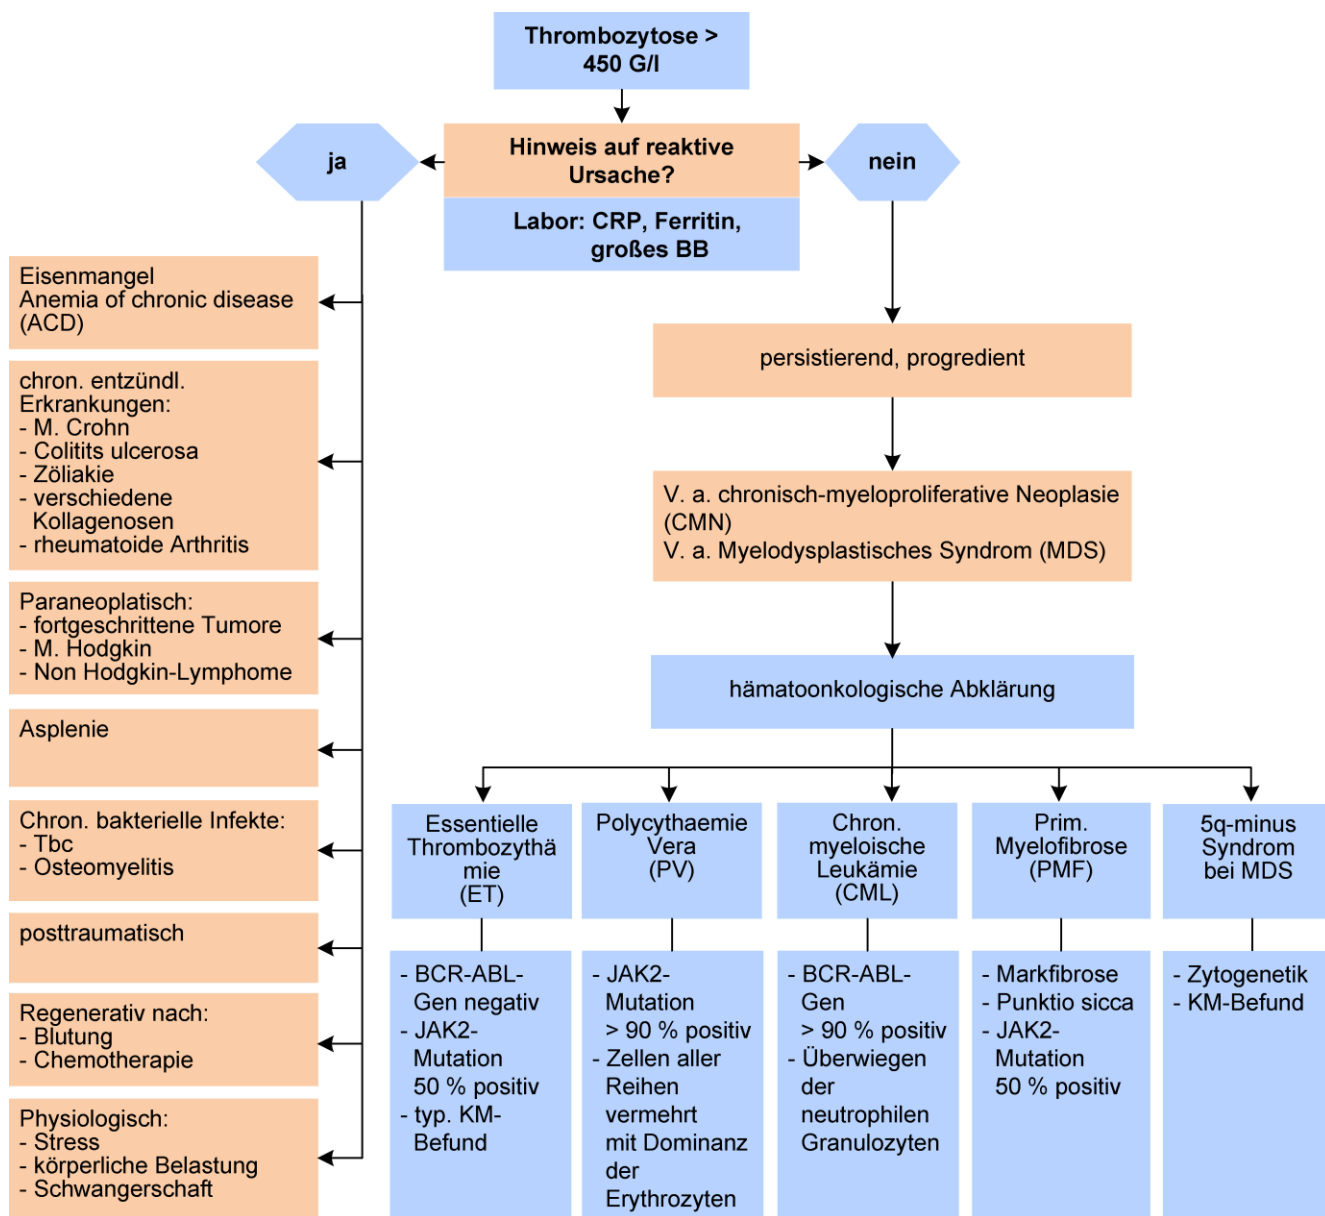 Thrombozytose >
450 G/l
Hinweis auf reaktive
Ursache?
ja
nein
Labor: CRP, Ferritin,
großes BB
Eisenmangel
Anemia of chronic disease
(ACD)
chron. entzündl.
Erkrankungen:
- M. Crohn
- Colitits ulcerosa
- Zöliakie
- verschiedene
Kollagenosen
- rheumatoide Arthritis
Paraneoplatisch:
- fortgeschrittene Tumore
- M. Hodgkin
- Non Hodgkin-Lymphome
Asplenie
Chron. bakterielle Infekte:
- Tbc
- Osteomyelitis
posttraumatisch
Regenerativ nach:
- Blutung
- Chemotherapie
Physiologisch:
- Stress
- körperliche Belastung
- Schwangerschaft
persistierend, progredient
V. a. chronisch-myeloproliferative Neoplasie
(CMN)
V. a. Myelodysplastisches Syndrom (MDS)
hämatoonkologische Abklärung
Essentielle
Thrombozythä
mie
(ET)
- BCR-ABL-
Gen negativ
- JAK2-
Mutation
50 % positiv
- typ. KM-
Befund
Polycythaemie
Vera
(PV)
- JAK2-
Mutation
> 90 % positiv
- Zellen aller
Reihen
vermehrt
mit Dominanz
der
Erythrozyten
Chron.
myeloische
Leukämie
(CML)
- BCR-ABL-
Gen
> 90 % positiv
- Überwiegen
der
neutrophilen
Granulozyten
Prim.
Myelofibrose
(PMF)
- Markfibrose
- Punktio sicca
- JAK2-
Mutation
50 % positiv
5q-minus
Syndrom
bei MDS
- Zytogenetik
- KM-Befund